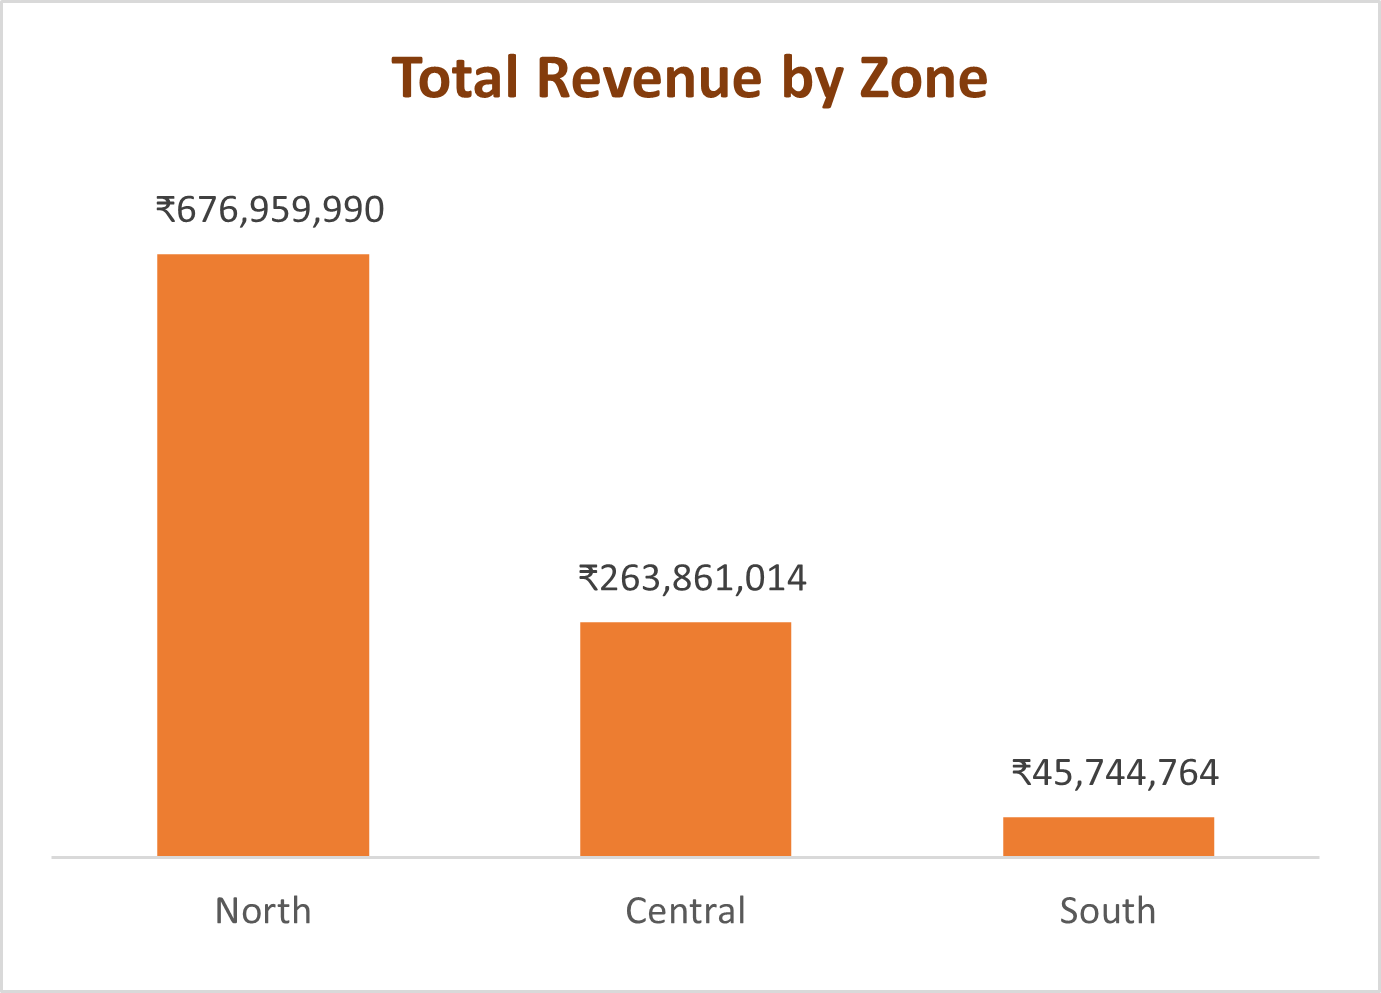 Total Revenue by Zone
₹676,959,990
₹263,861,014
₹45,744,764
North
Central
South